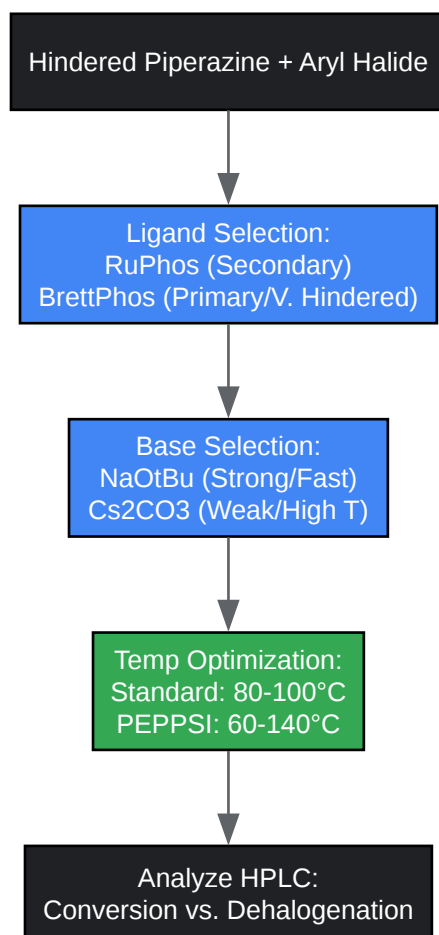 Hindered Piperazine + Aryl Halide
Ligand Selection:
RuPhos (Secondary)
BrettPhos (Primary/V. Hindered)
Base Selection:
NaOtBu (Strong/Fast)
Cs2CO3 (Weak/High T)
Temp Optimization:
Standard: 80-100°C
PEPPSI: 60-140°C
Analyze HPLC:
Conversion vs. Dehalogenation